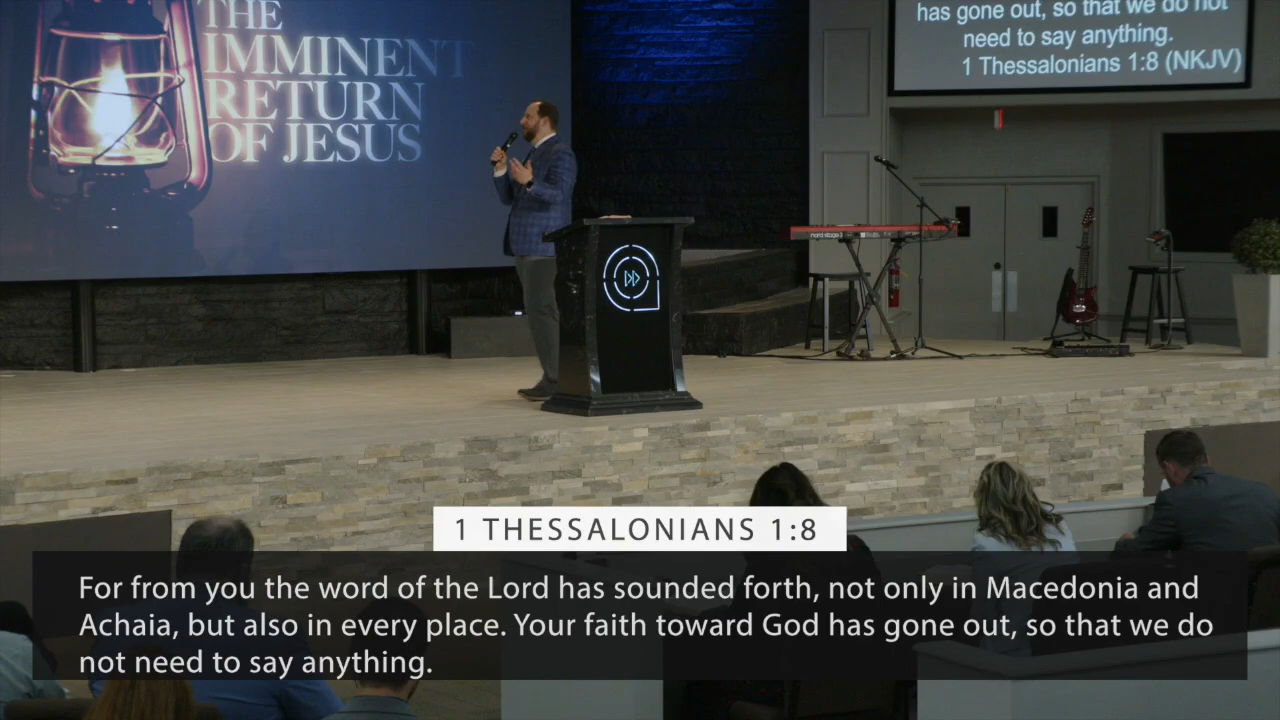 THE
IMMINENT
RETURN
OF JESUS
has gone out, so that we do not
need to say anything.
1 Thessalonians 1:8 (NKJV)
nord stage 3
1 THESSALONIANS 1:8
For from you the word of the Lord has sounded forth, not only in Macedonia and
Achaia, but also in every place. Your faith toward God has gone out, so that we do
not need to say anything.